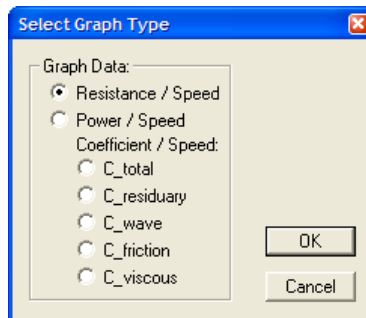 Select Graph Type
Graph Data:
Resistance / Speed
Power / Speed
Coefficient / Speed:
C_total
C_residuary
C_wave
C_friction
C_viscous
OK
Cancel